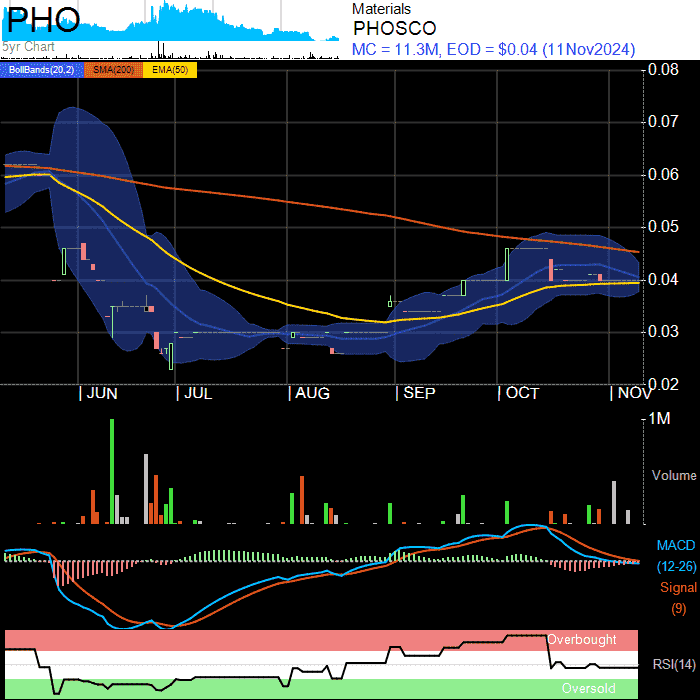 PHO
5yr Chart
Materials
PHOSCO
MC = 11.3M, EOD = $0.04 (11Nov2024)
BollBands(20,2) SMA(200) EMA(50)
0.08
0.07
0.06
0.05
0.04
0.03
0.02
JUN JUL AUG SEP OCT NOV
1M
Volume
MACD
(12-26)
Signal
(9)
Overbought
RSI(14)
Oversold